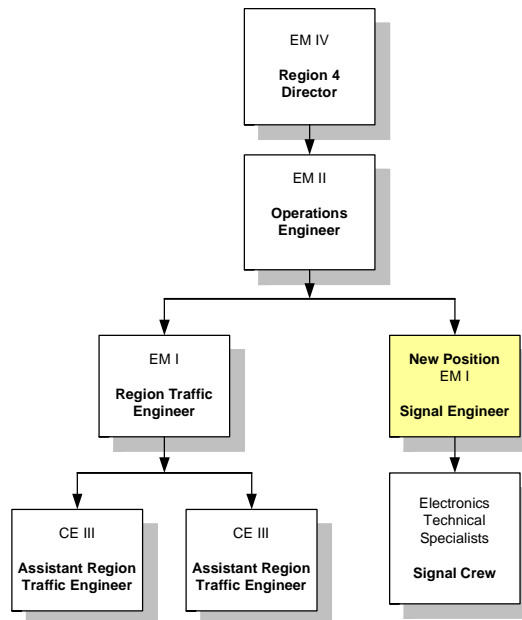 EM IV
Region 4
Director
EM II
Operations
Engineer
EM I
Region Traffic
Engineer
New Position
EM I
Signal Engineer
CE III
Assistant Region
Traffic Engineer
CE III
Assistant Region
Traffic Engineer
Electronics
Technical
Specialists
Signal Crew